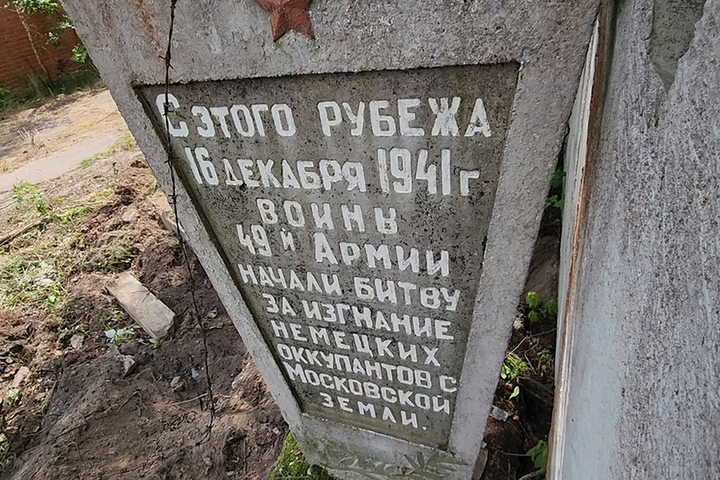 С ЭТОГО РУБЕЖА
16 ДЕКАБРЯ 1941 г
ВОИНЫ
49 й АРМИИ
НАЧАЛИ БИТВУ
ЗА ИЗГНАНИЕ
НЕМЕЦКИХ
ОККУПАНТОВ С
МОСКОВСКОЙ
ЗЕМЛИ.